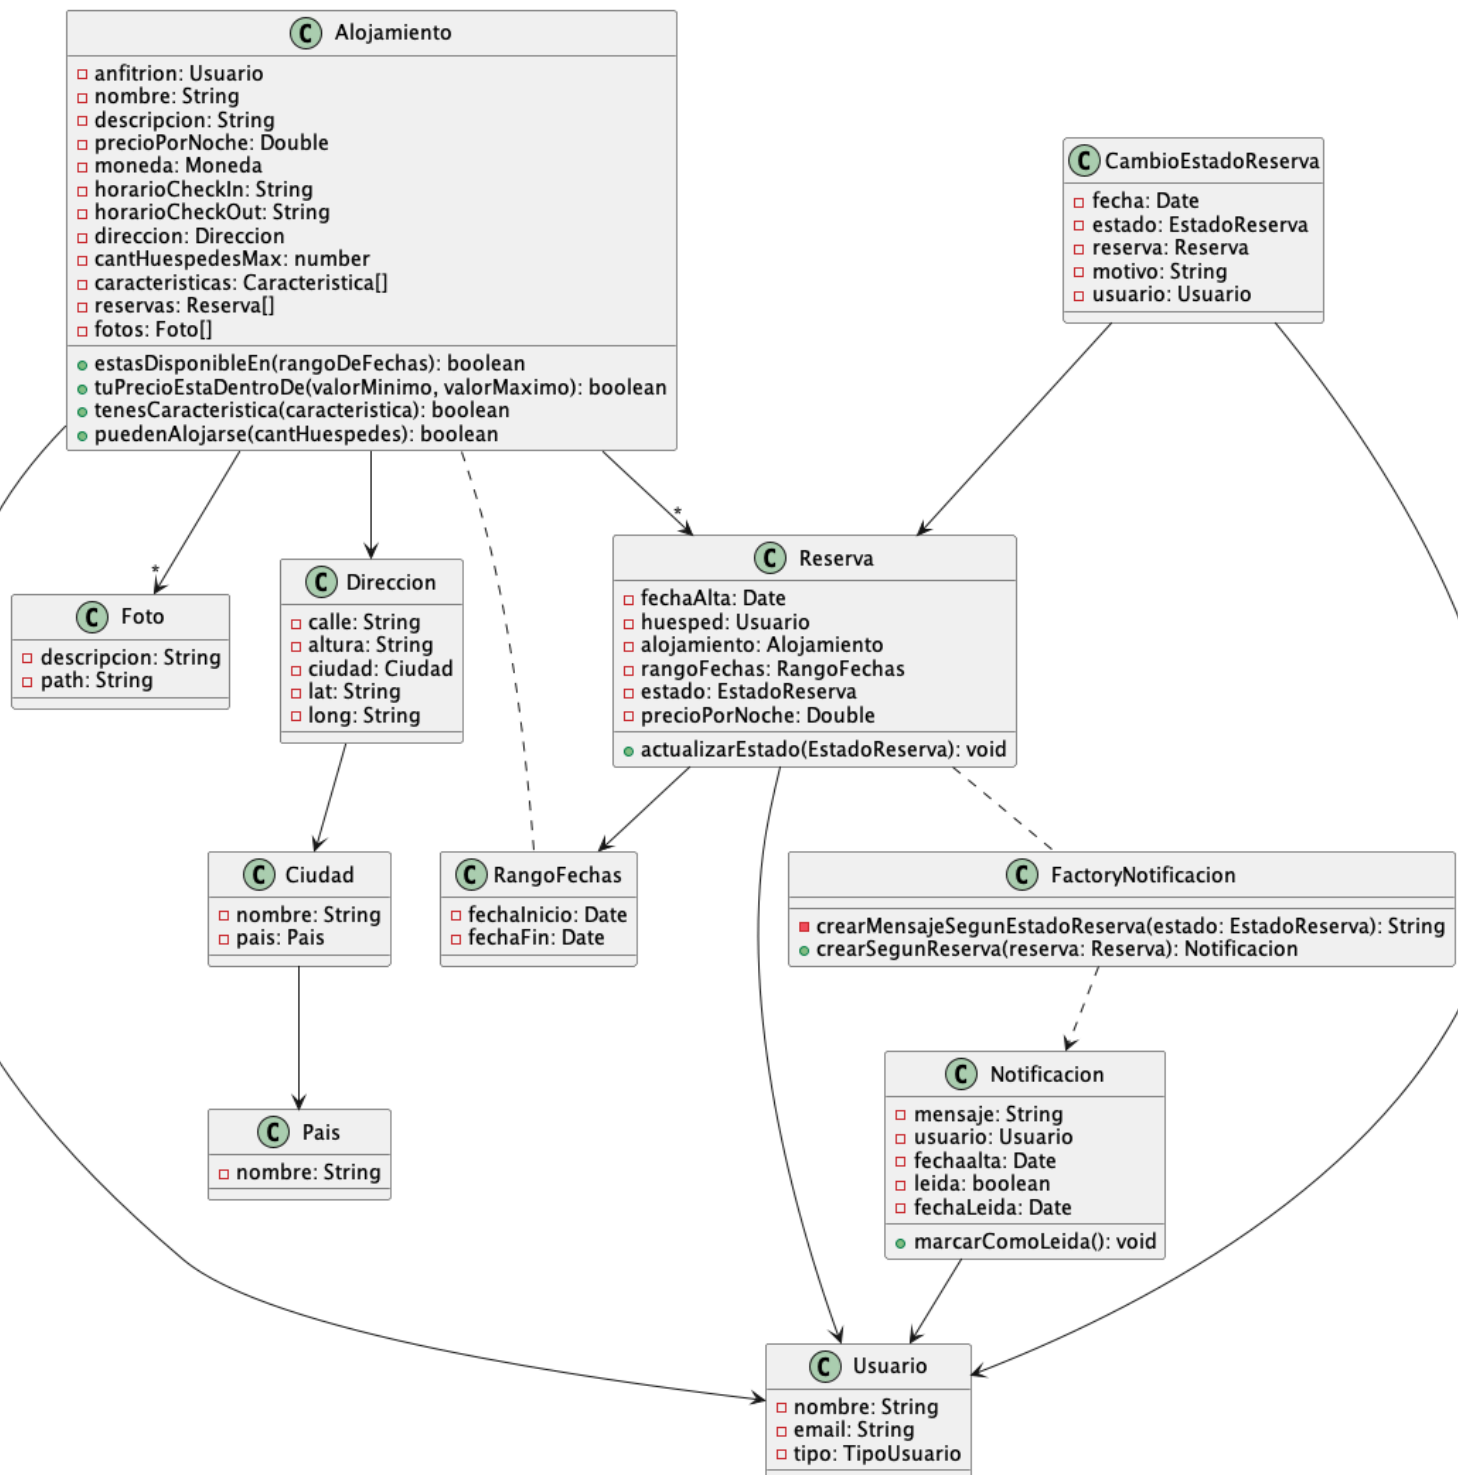 C Alojamiento
anfitrion: Usuario
nombre: String
descripcion: String
precioPorNoche: Double
moneda: Moneda
horarioCheckIn: String
horarioCheckOut: String
direccion: Direccion
cantHuespedesMax: number
caracteristicas: Caracteristica[]
reservas: Reserva[]
fotos: Foto[]
estasDisponibleEn(rangoDeFechas): boolean
tuPrecioEstaDentroDe(valorMinimo, valorMaximo): boolean
tenesCaracteristica(caracteristica): boolean
puedenAlojarse(cantHuespedes): boolean
C CambioEstadoReserva
fecha: Date
estado: EstadoReserva
reserva: Reserva
motivo: String
usuario: Usuario
*
*
C Foto
descripcion: String
path: String
C Direccion
calle: String
altura: String
ciudad: Ciudad
lat: String
long: String
C Reserva
fechaAlta: Date
huesped: Usuario
alojamiento: Alojamiento
rangoFechas: RangoFechas
estado: EstadoReserva
precioPorNoche: Double
actualizarEstado(EstadoReserva): void
C Ciudad
nombre: String
pais: Pais
C RangoFechas
fechaInicio: Date
fechaFin: Date
C FactoryNotificacion
crearMensajeSegunEstadoReserva(estado: EstadoReserva): String
crearSegunReserva(reserva: Reserva): Notificacion
C Pais
nombre: String
C Notificacion
mensaje: String
usuario: Usuario
fechaalta: Date
leida: boolean
fechaLeida: Date
marcarComoLeida(): void
C Usuario
nombre: String
email: String
tipo: TipoUsuario